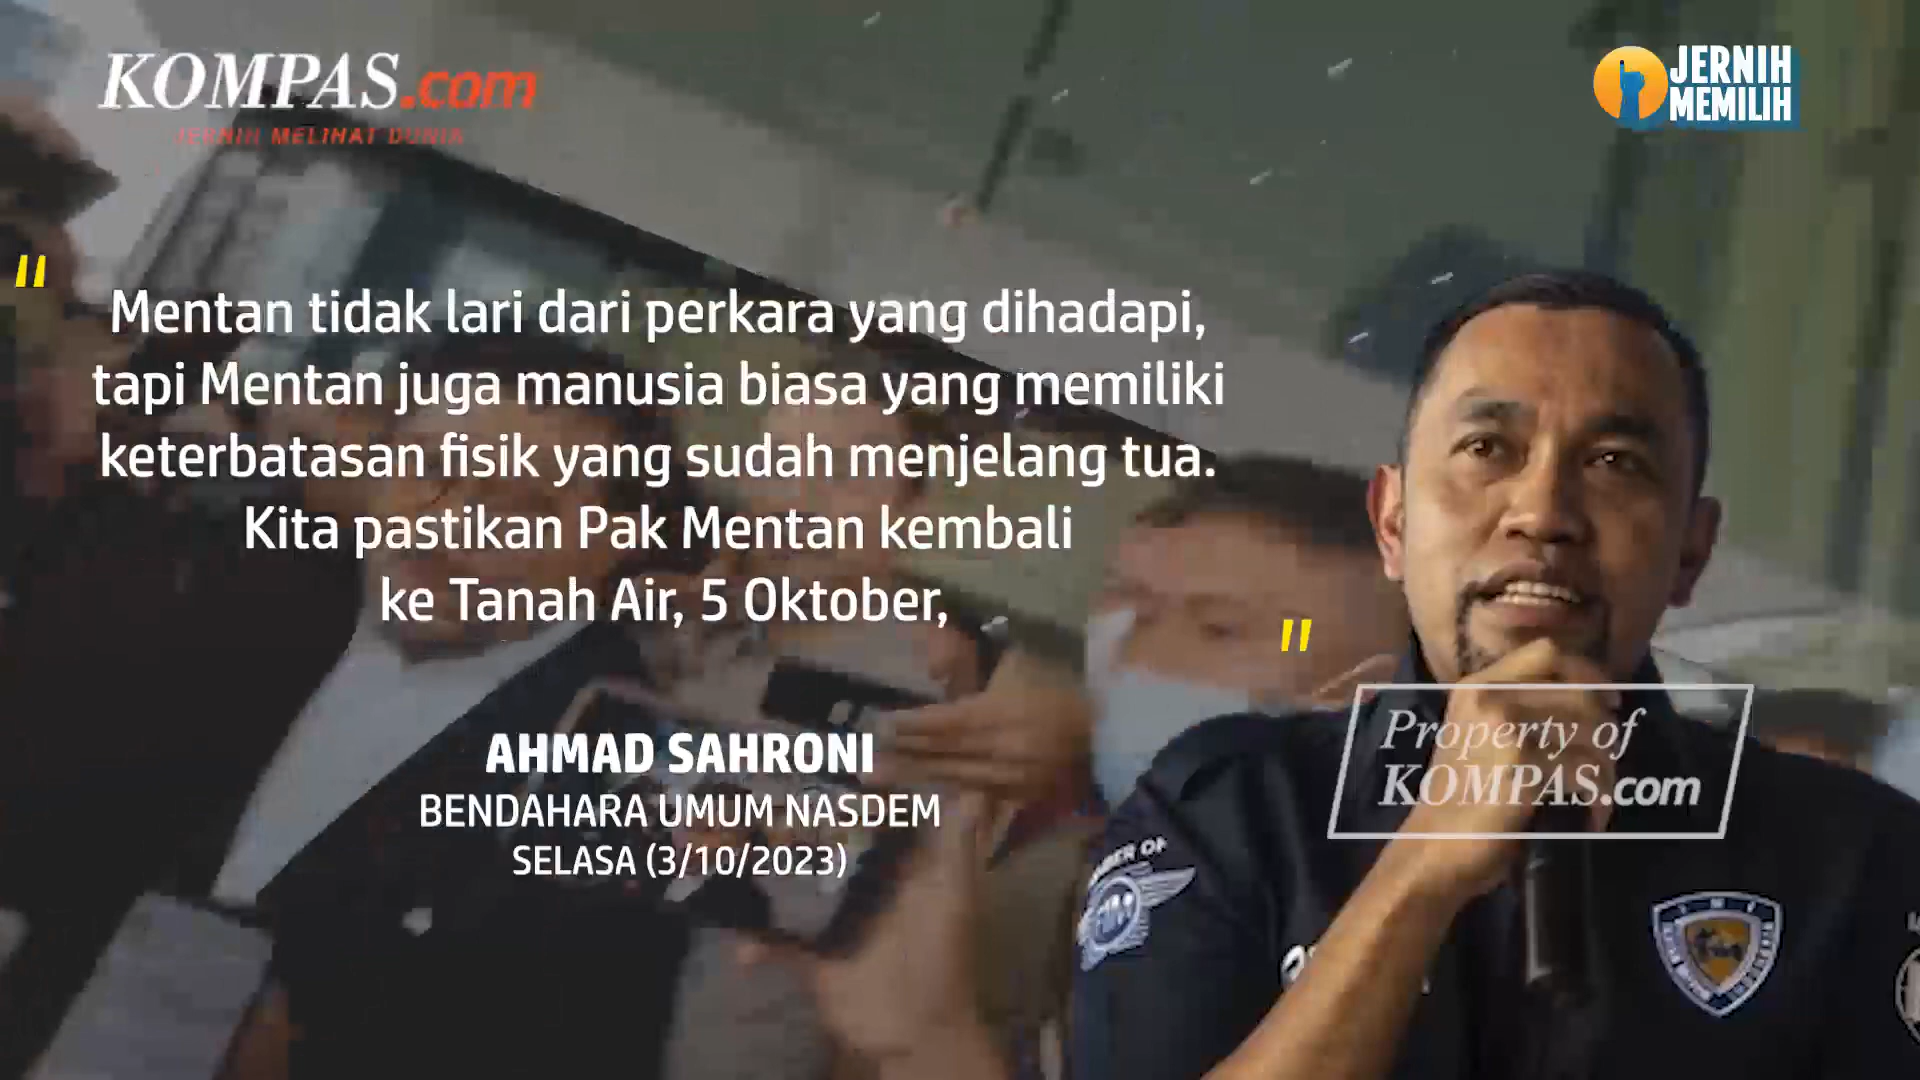 KOMPAS.com
JERNIH MELIHAT DUNIA
JERNIH
MEMILIH
"
Mentan tidak lari dari perkara yang dihadapi,
tapi Mentan juga manusia biasa yang memiliki
keterbatasan fisik yang sudah menjelang tua.
Kita pastikan Pak Mentan kembali
ke Tanah Air, 5 Oktober,
"
AHMAD SAHRONI
BENDAHARA UMUM NASDEM
SELASA (3/10/2023)
Property of
KOMPAS.com